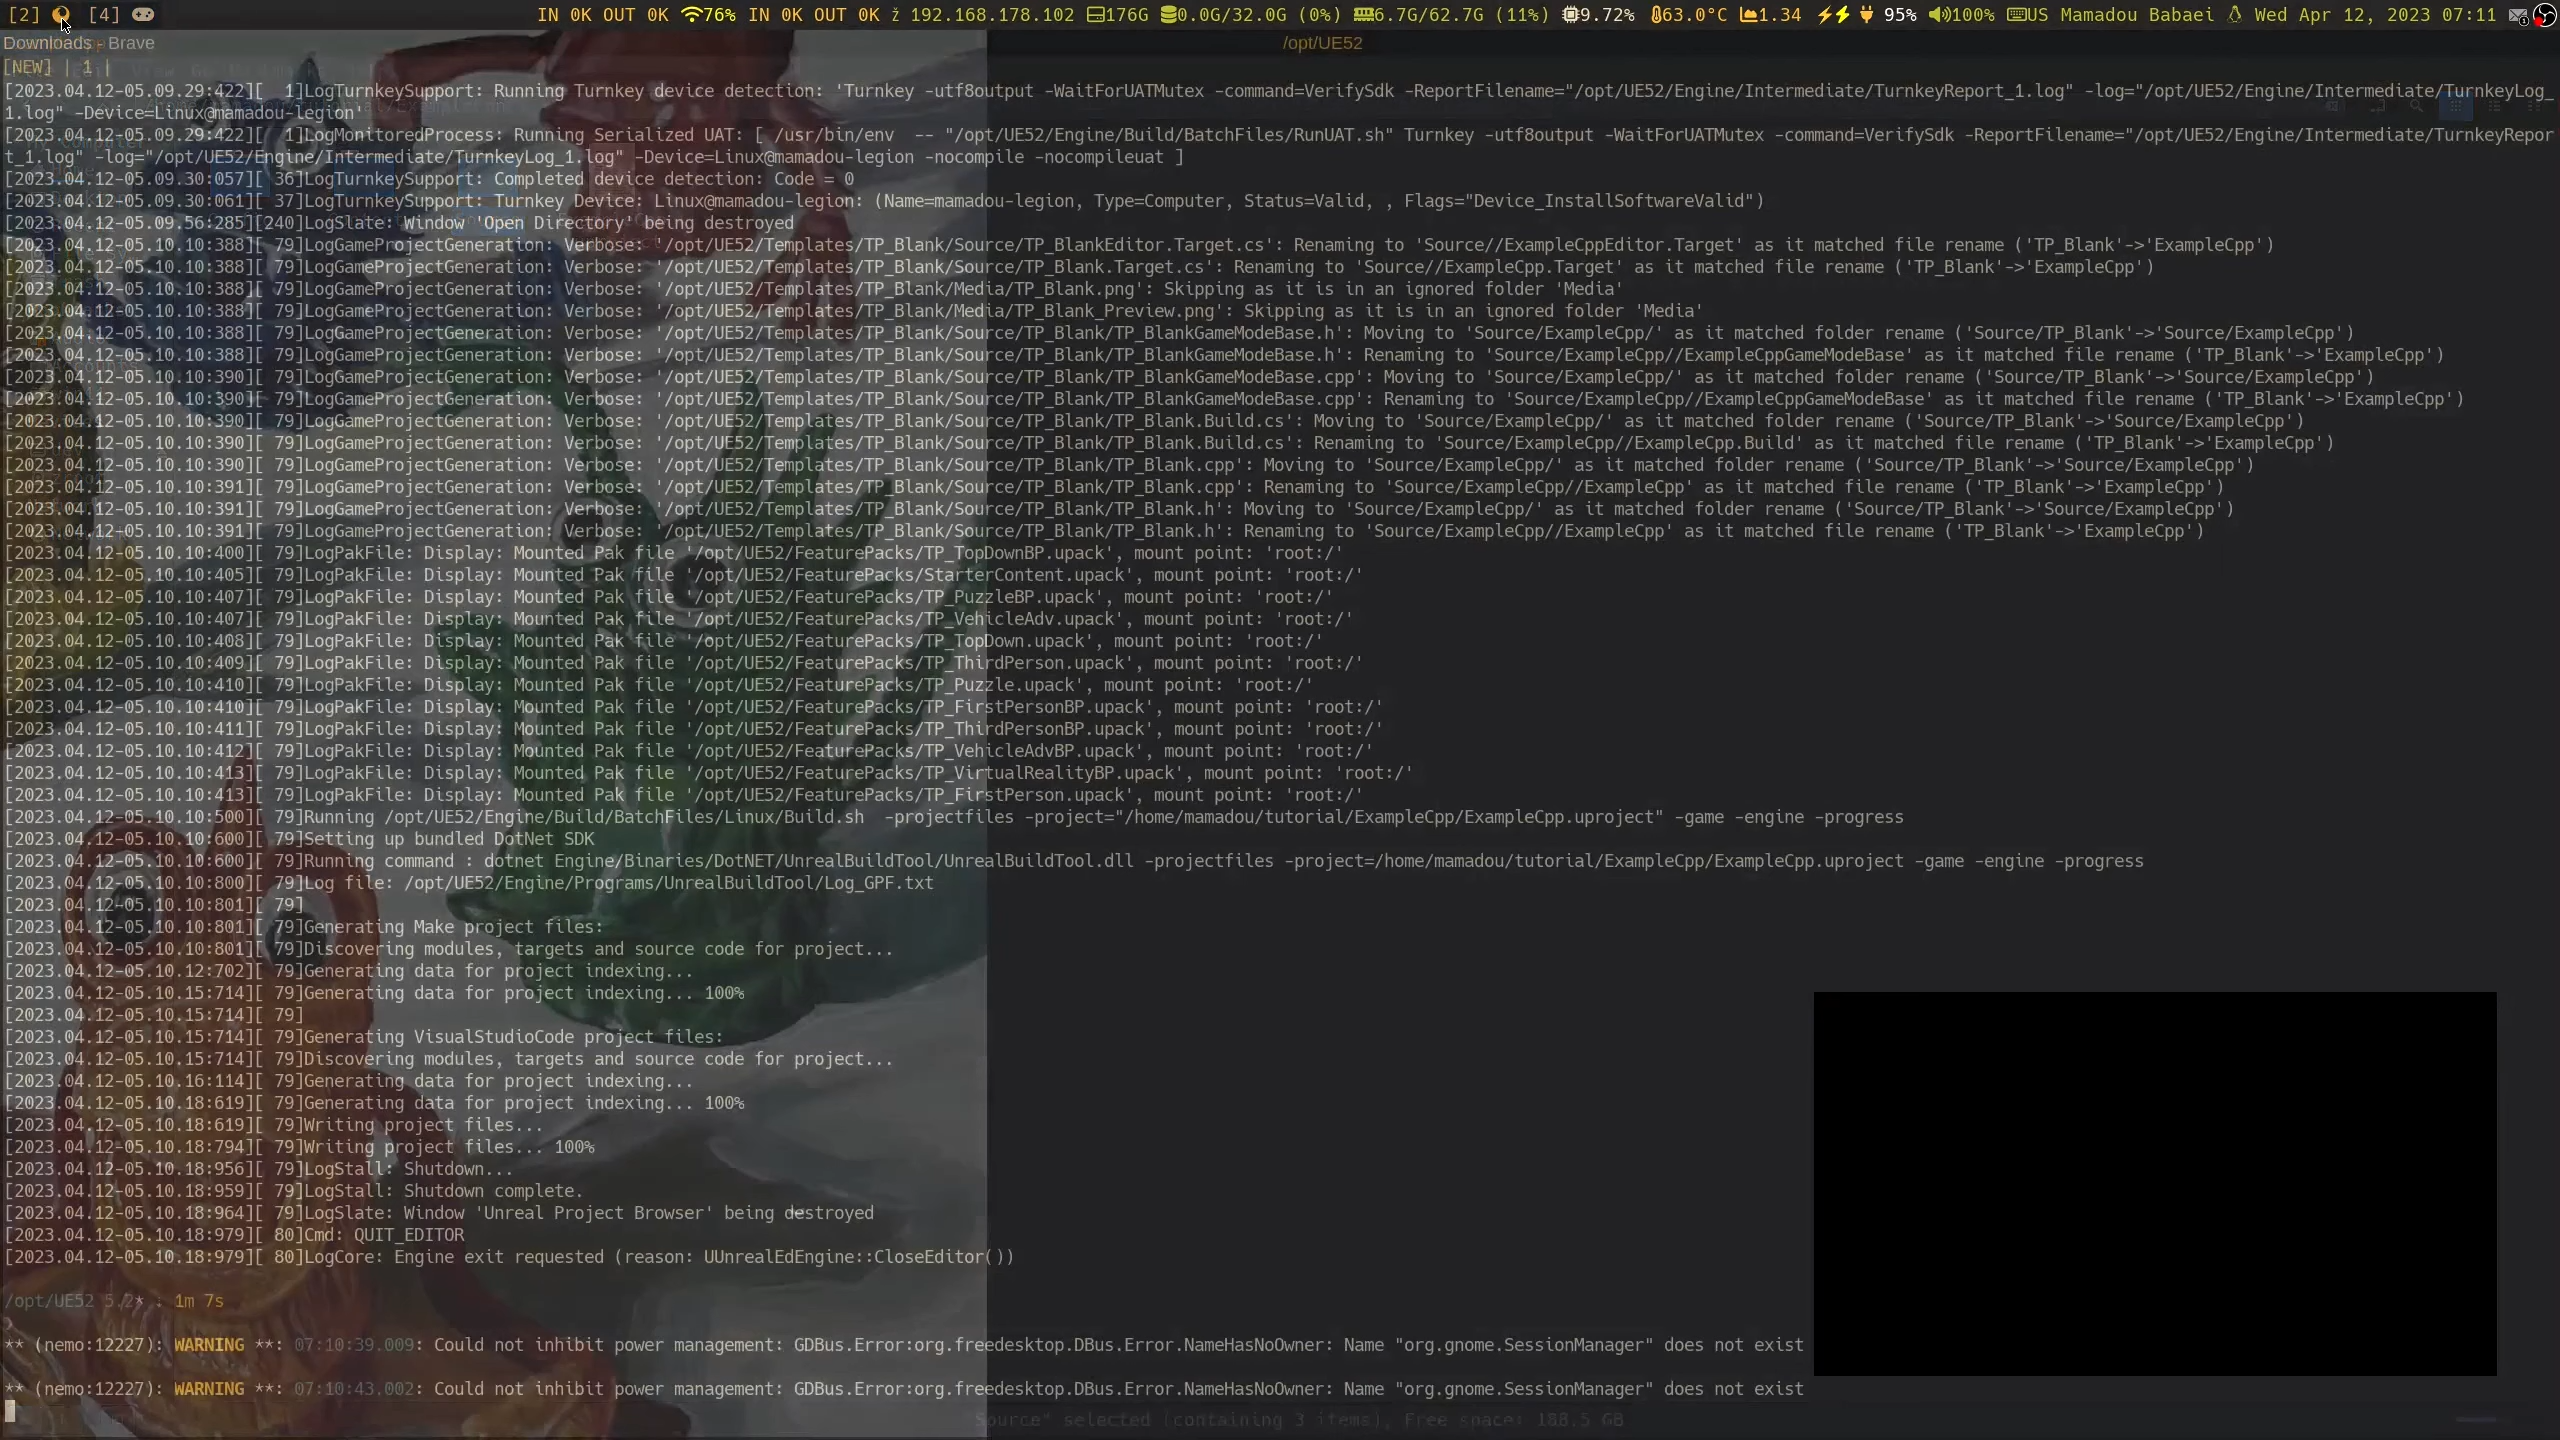 [2] [4] IN 0K OUT 0K 76% IN 0K OUT 0K ž 192.168.178.102 176G 0.0G/32.0G (0%) 6.7G/62.7G (11%) 9.72% 63.0°C 1.34 95% 100% US Mamadou Babaei Wed Apr 12, 2023 07:11
Downloads - Brave /opt/UE52
[NEW] | 1 |
[2023.04.12-05.09.29:422][  1]LogTurnkeySupport: Running Turnkey device detection: 'Turnkey -utf8output -WaitForUATMutex -command=VerifySdk -ReportFilename="/opt/UE52/Engine/Intermediate/TurnkeyReport_1.log" -log="/opt/UE52/Engine/Intermediate/TurnkeyLog_
1.log" -Device=Linux@mamadou-legion'
[2023.04.12-05.09.29:422][  1]LogMonitoredProcess: Running Serialized UAT: [ /usr/bin/env  -- "/opt/UE52/Engine/Build/BatchFiles/RunUAT.sh" Turnkey -utf8output -WaitForUATMutex -command=VerifySdk -ReportFilename="/opt/UE52/Engine/Intermediate/TurnkeyRepor
t_1.log" -log="/opt/UE52/Engine/Intermediate/TurnkeyLog_1.log" -Device=Linux@mamadou-legion -nocompile -nocompileuat ]
[2023.04.12-05.09.30:057][ 36]LogTurnkeySupport: Completed device detection: Code = 0
[2023.04.12-05.09.30:061][ 37]LogTurnkeySupport: Turnkey Device: Linux@mamadou-legion: (Name=mamadou-legion, Type=Computer, Status=Valid, , Flags="Device_InstallSoftwareValid")
[2023.04.12-05.09.56:285][240]LogSlate: Window 'Open Directory' being destroyed
[2023.04.12-05.10.10:388][ 79]LogGameProjectGeneration: Verbose: '/opt/UE52/Templates/TP_Blank/Source/TP_BlankEditor.Target.cs': Renaming to 'Source//ExampleCppEditor.Target' as it matched file rename ('TP_Blank'->'ExampleCpp')
[2023.04.12-05.10.10:388][ 79]LogGameProjectGeneration: Verbose: '/opt/UE52/Templates/TP_Blank/Source/TP_Blank.Target.cs': Renaming to 'Source//ExampleCpp.Target' as it matched file rename ('TP_Blank'->'ExampleCpp')
[2023.04.12-05.10.10:388][ 79]LogGameProjectGeneration: Verbose: '/opt/UE52/Templates/TP_Blank/Media/TP_Blank.png': Skipping as it is in an ignored folder 'Media'
[2023.04.12-05.10.10:388][ 79]LogGameProjectGeneration: Verbose: '/opt/UE52/Templates/TP_Blank/Media/TP_Blank_Preview.png': Skipping as it is in an ignored folder 'Media'
[2023.04.12-05.10.10:388][ 79]LogGameProjectGeneration: Verbose: '/opt/UE52/Templates/TP_Blank/Source/TP_Blank/TP_BlankGameModeBase.h': Moving to 'Source/ExampleCpp/' as it matched folder rename ('Source/TP_Blank'->'Source/ExampleCpp')
[2023.04.12-05.10.10:388][ 79]LogGameProjectGeneration: Verbose: '/opt/UE52/Templates/TP_Blank/Source/TP_Blank/TP_BlankGameModeBase.h': Renaming to 'Source/ExampleCpp//ExampleCppGameModeBase' as it matched file rename ('TP_Blank'->'ExampleCpp')
[2023.04.12-05.10.10:390][ 79]LogGameProjectGeneration: Verbose: '/opt/UE52/Templates/TP_Blank/Source/TP_Blank/TP_BlankGameModeBase.cpp': Moving to 'Source/ExampleCpp/' as it matched folder rename ('Source/TP_Blank'->'Source/ExampleCpp')
[2023.04.12-05.10.10:390][ 79]LogGameProjectGeneration: Verbose: '/opt/UE52/Templates/TP_Blank/Source/TP_Blank/TP_BlankGameModeBase.cpp': Renaming to 'Source/ExampleCpp//ExampleCppGameModeBase' as it matched file rename ('TP_Blank'->'ExampleCpp')
[2023.04.12-05.10.10:390][ 79]LogGameProjectGeneration: Verbose: '/opt/UE52/Templates/TP_Blank/Source/TP_Blank/TP_Blank.Build.cs': Moving to 'Source/ExampleCpp/' as it matched folder rename ('Source/TP_Blank'->'Source/ExampleCpp')
[2023.04.12-05.10.10:390][ 79]LogGameProjectGeneration: Verbose: '/opt/UE52/Templates/TP_Blank/Source/TP_Blank/TP_Blank.Build.cs': Renaming to 'Source/ExampleCpp//ExampleCpp.Build' as it matched file rename ('TP_Blank'->'ExampleCpp')
[2023.04.12-05.10.10:390][ 79]LogGameProjectGeneration: Verbose: '/opt/UE52/Templates/TP_Blank/Source/TP_Blank/TP_Blank.cpp': Moving to 'Source/ExampleCpp/' as it matched folder rename ('Source/TP_Blank'->'Source/ExampleCpp')
[2023.04.12-05.10.10:391][ 79]LogGameProjectGeneration: Verbose: '/opt/UE52/Templates/TP_Blank/Source/TP_Blank/TP_Blank.cpp': Renaming to 'Source/ExampleCpp//ExampleCpp' as it matched file rename ('TP_Blank'->'ExampleCpp')
[2023.04.12-05.10.10:391][ 79]LogGameProjectGeneration: Verbose: '/opt/UE52/Templates/TP_Blank/Source/TP_Blank/TP_Blank.h': Moving to 'Source/ExampleCpp/' as it matched folder rename ('Source/TP_Blank'->'Source/ExampleCpp')
[2023.04.12-05.10.10:391][ 79]LogGameProjectGeneration: Verbose: '/opt/UE52/Templates/TP_Blank/Source/TP_Blank/TP_Blank.h': Renaming to 'Source/ExampleCpp//ExampleCpp' as it matched file rename ('TP_Blank'->'ExampleCpp')
[2023.04.12-05.10.10:400][ 79]LogPakFile: Display: Mounted Pak file '/opt/UE52/FeaturePacks/TP_TopDownBP.upack', mount point: 'root:/'
[2023.04.12-05.10.10:405][ 79]LogPakFile: Display: Mounted Pak file '/opt/UE52/FeaturePacks/StarterContent.upack', mount point: 'root:/'
[2023.04.12-05.10.10:407][ 79]LogPakFile: Display: Mounted Pak file '/opt/UE52/FeaturePacks/TP_PuzzleBP.upack', mount point: 'root:/'
[2023.04.12-05.10.10:407][ 79]LogPakFile: Display: Mounted Pak file '/opt/UE52/FeaturePacks/TP_VehicleAdv.upack', mount point: 'root:/'
[2023.04.12-05.10.10:408][ 79]LogPakFile: Display: Mounted Pak file '/opt/UE52/FeaturePacks/TP_TopDown.upack', mount point: 'root:/'
[2023.04.12-05.10.10:409][ 79]LogPakFile: Display: Mounted Pak file '/opt/UE52/FeaturePacks/TP_ThirdPerson.upack', mount point: 'root:/'
[2023.04.12-05.10.10:410][ 79]LogPakFile: Display: Mounted Pak file '/opt/UE52/FeaturePacks/TP_Puzzle.upack', mount point: 'root:/'
[2023.04.12-05.10.10:410][ 79]LogPakFile: Display: Mounted Pak file '/opt/UE52/FeaturePacks/TP_FirstPersonBP.upack', mount point: 'root:/'
[2023.04.12-05.10.10:411][ 79]LogPakFile: Display: Mounted Pak file '/opt/UE52/FeaturePacks/TP_ThirdPersonBP.upack', mount point: 'root:/'
[2023.04.12-05.10.10:412][ 79]LogPakFile: Display: Mounted Pak file '/opt/UE52/FeaturePacks/TP_VehicleAdvBP.upack', mount point: 'root:/'
[2023.04.12-05.10.10:413][ 79]LogPakFile: Display: Mounted Pak file '/opt/UE52/FeaturePacks/TP_VirtualRealityBP.upack', mount point: 'root:/'
[2023.04.12-05.10.10:413][ 79]LogPakFile: Display: Mounted Pak file '/opt/UE52/FeaturePacks/TP_FirstPerson.upack', mount point: 'root:/'
[2023.04.12-05.10.10:500][ 79]Running /opt/UE52/Engine/Build/BatchFiles/Linux/Build.sh  -projectfiles -project="/home/mamadou/tutorial/ExampleCpp/ExampleCpp.uproject" -game -engine -progress
[2023.04.12-05.10.10:600][ 79]Setting up bundled DotNet SDK
[2023.04.12-05.10.10:600][ 79]Running command : dotnet Engine/Binaries/DotNET/UnrealBuildTool/UnrealBuildTool.dll -projectfiles -project=/home/mamadou/tutorial/ExampleCpp/ExampleCpp.uproject -game -engine -progress
[2023.04.12-05.10.10:800][ 79]Log file: /opt/UE52/Engine/Programs/UnrealBuildTool/Log_GPF.txt
[2023.04.12-05.10.10:801][ 79]
[2023.04.12-05.10.10:801][ 79]Generating Make project files:
[2023.04.12-05.10.10:801][ 79]Discovering modules, targets and source code for project...
[2023.04.12-05.10.12:702][ 79]Generating data for project indexing...
[2023.04.12-05.10.15:714][ 79]Generating data for project indexing... 100%
[2023.04.12-05.10.15:714][ 79]
[2023.04.12-05.10.15:714][ 79]Generating VisualStudioCode project files:
[2023.04.12-05.10.15:714][ 79]Discovering modules, targets and source code for project...
[2023.04.12-05.10.16:114][ 79]Generating data for project indexing...
[2023.04.12-05.10.18:619][ 79]Generating data for project indexing... 100%
[2023.04.12-05.10.18:619][ 79]Writing project files...
[2023.04.12-05.10.18:794][ 79]Writing project files... 100%
[2023.04.12-05.10.18:956][ 79]LogStall: Shutdown...
[2023.04.12-05.10.18:959][ 79]LogStall: Shutdown complete.
[2023.04.12-05.10.18:964][ 79]LogSlate: Window 'Unreal Project Browser' being destroyed
[2023.04.12-05.10.18:979][ 80]Cmd: QUIT_EDITOR
[2023.04.12-05.10.18:979][ 80]LogCore: Engine exit requested (reason: UUnrealEdEngine::CloseEditor())
/opt/UE52 5.2* : 1m 7s
** (nemo:12227): WARNING **: 07:10:39.009: Could not inhibit power management: GDBus.Error:org.freedesktop.DBus.Error.NameHasNoOwner: Name "org.gnome.SessionManager" does not exist
** (nemo:12227): WARNING **: 07:10:43.002: Could not inhibit power management: GDBus.Error:org.freedesktop.DBus.Error.NameHasNoOwner: Name "org.gnome.SessionManager" does not exist
Source" selected (containing 3 items), Free space: 188.5 GB